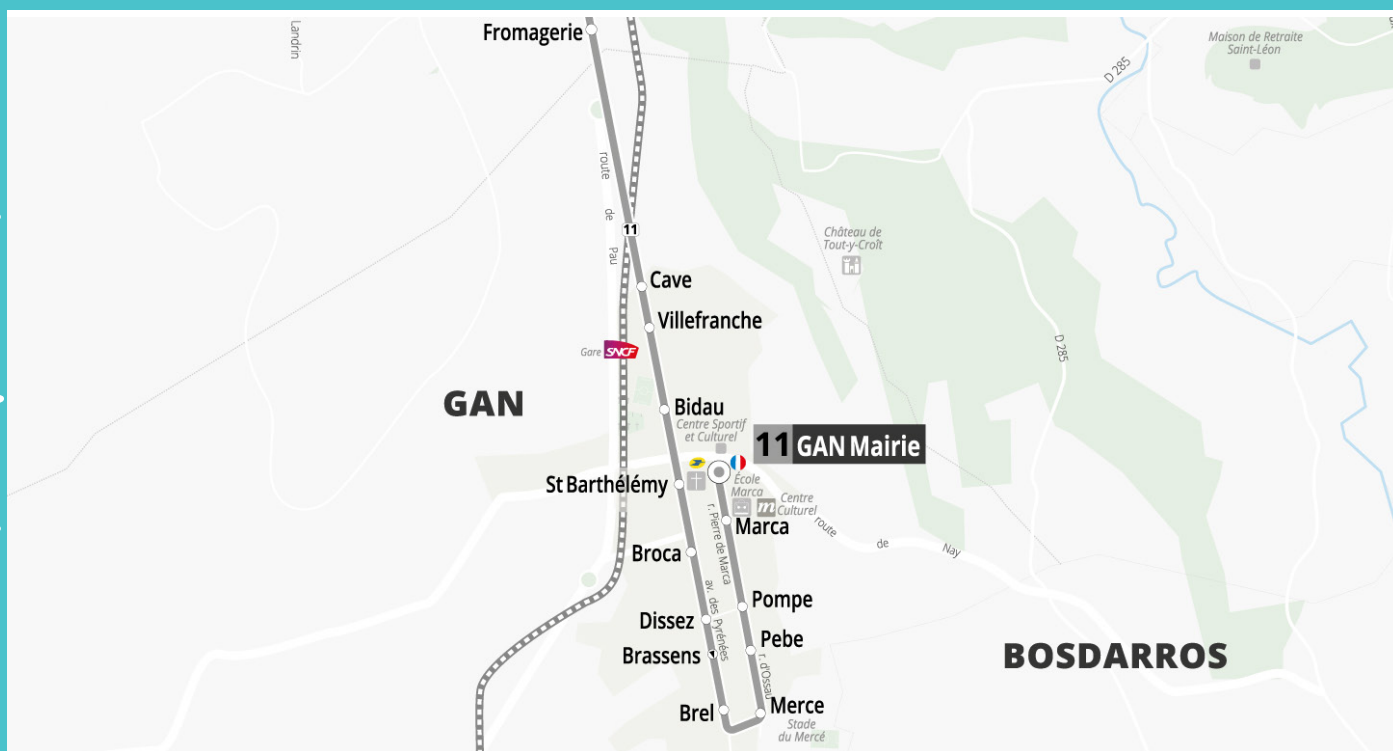 Landrin
Fromagerie
Maison de Retraite
Saint-Léon
D 285
route
de
Pau
11
Château de
Tout-y-Croît
Cave
Villefranche
Gare SNCF
D 285
GAN
Bidau
Centre Sportif
et Culturel
11 GAN Mairie
St Barthélémy
École
Marca
m
Centre
Culturel
r. Pierre de Marca
Marca
route
de
Nay
Broca
av. des Pyrénées
Pompe
Dissez
Pebe
Brassens
r. d'Ossau
BOSDARROS
Brel
Merce
Stade
du Mercé